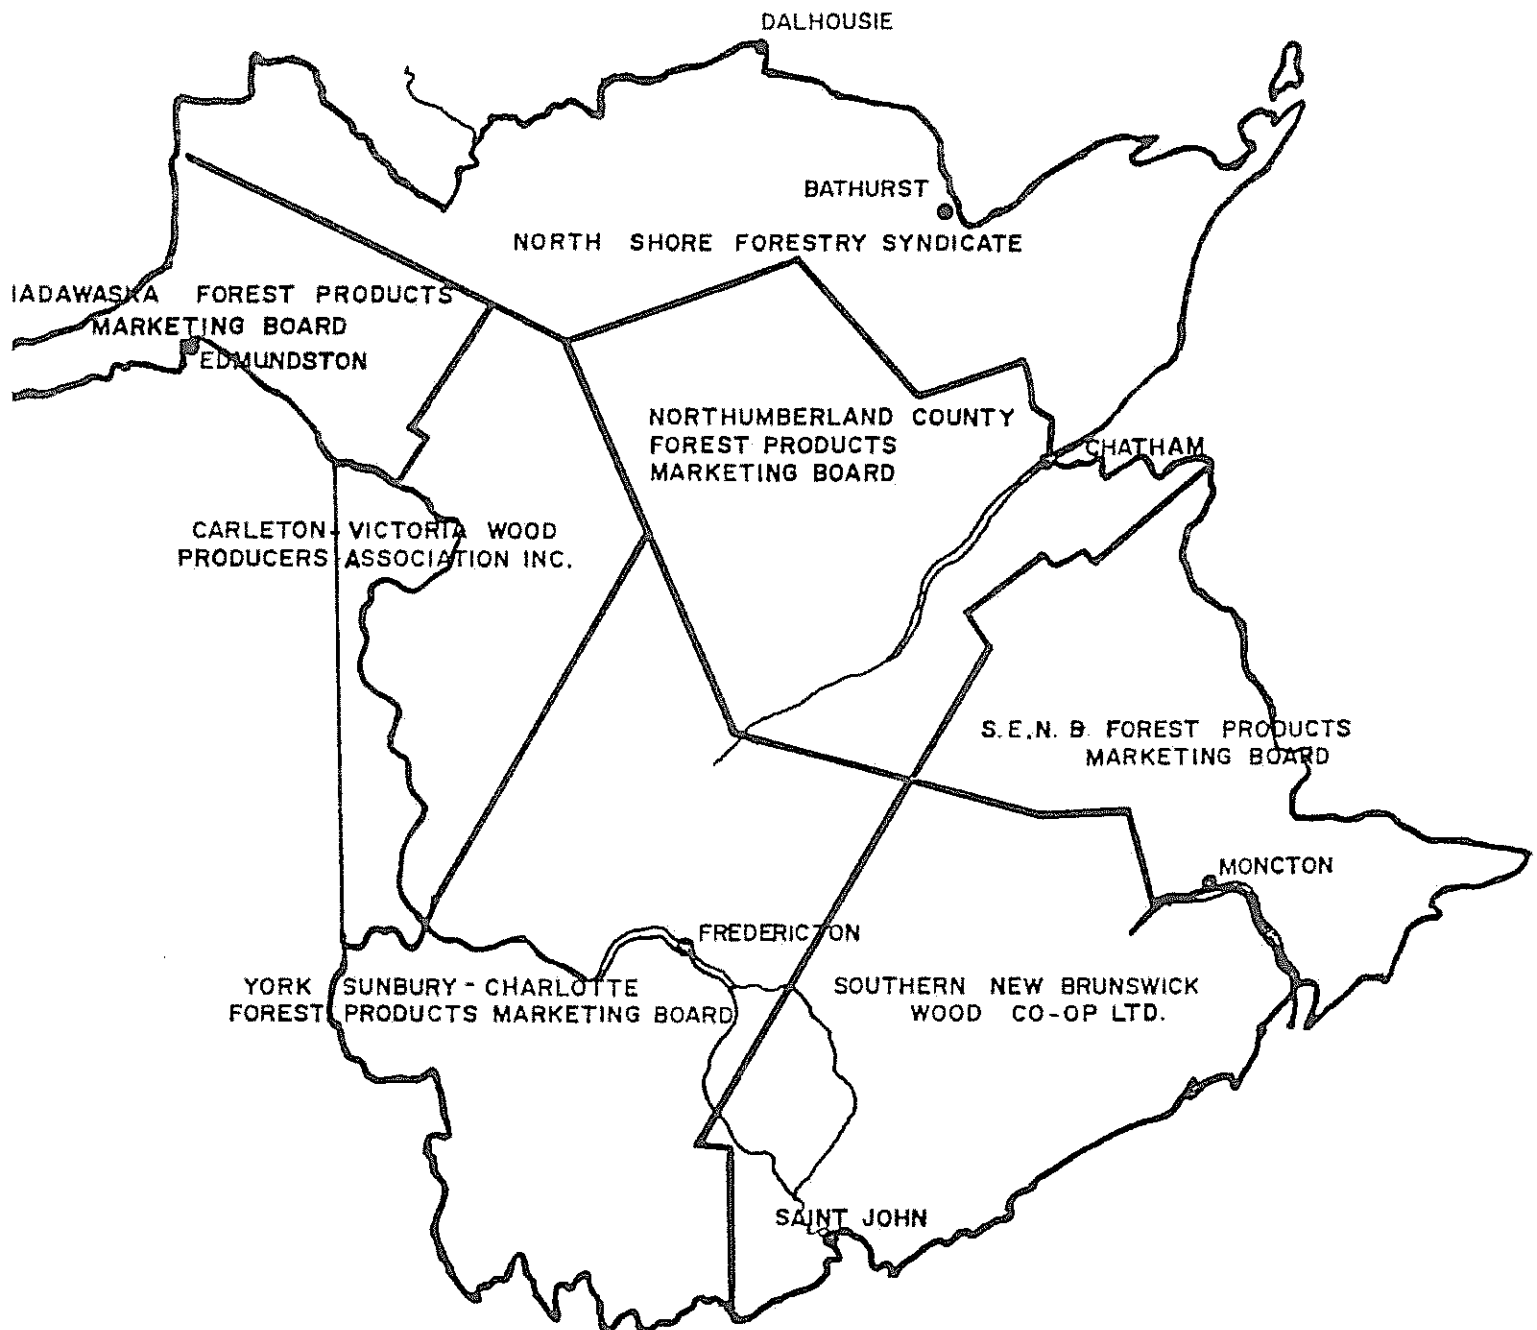 DALHOUSIE
BATHURST
NORTH SHORE FORESTRY SYNDICATE
IADAWASKA FOREST PRODUCTS
MARKETING BOARD
EDMUNDSTON
NORTHUMBERLAND COUNTY
FOREST PRODUCTS
MARKETING BOARD
CHATHAM
CARLETON-VICTORIA WOOD
PRODUCERS ASSOCIATION INC.
S.E.N.B. FOREST PRODUCTS
MARKETING BOARD
MONCTON
FREDERICTON
YORK SUNBURY-CHARLOTTE
FOREST PRODUCTS MARKETING BOARD
SOUTHERN NEW BRUNSWICK
WOOD CO-OP LTD.
SAINT JOHN